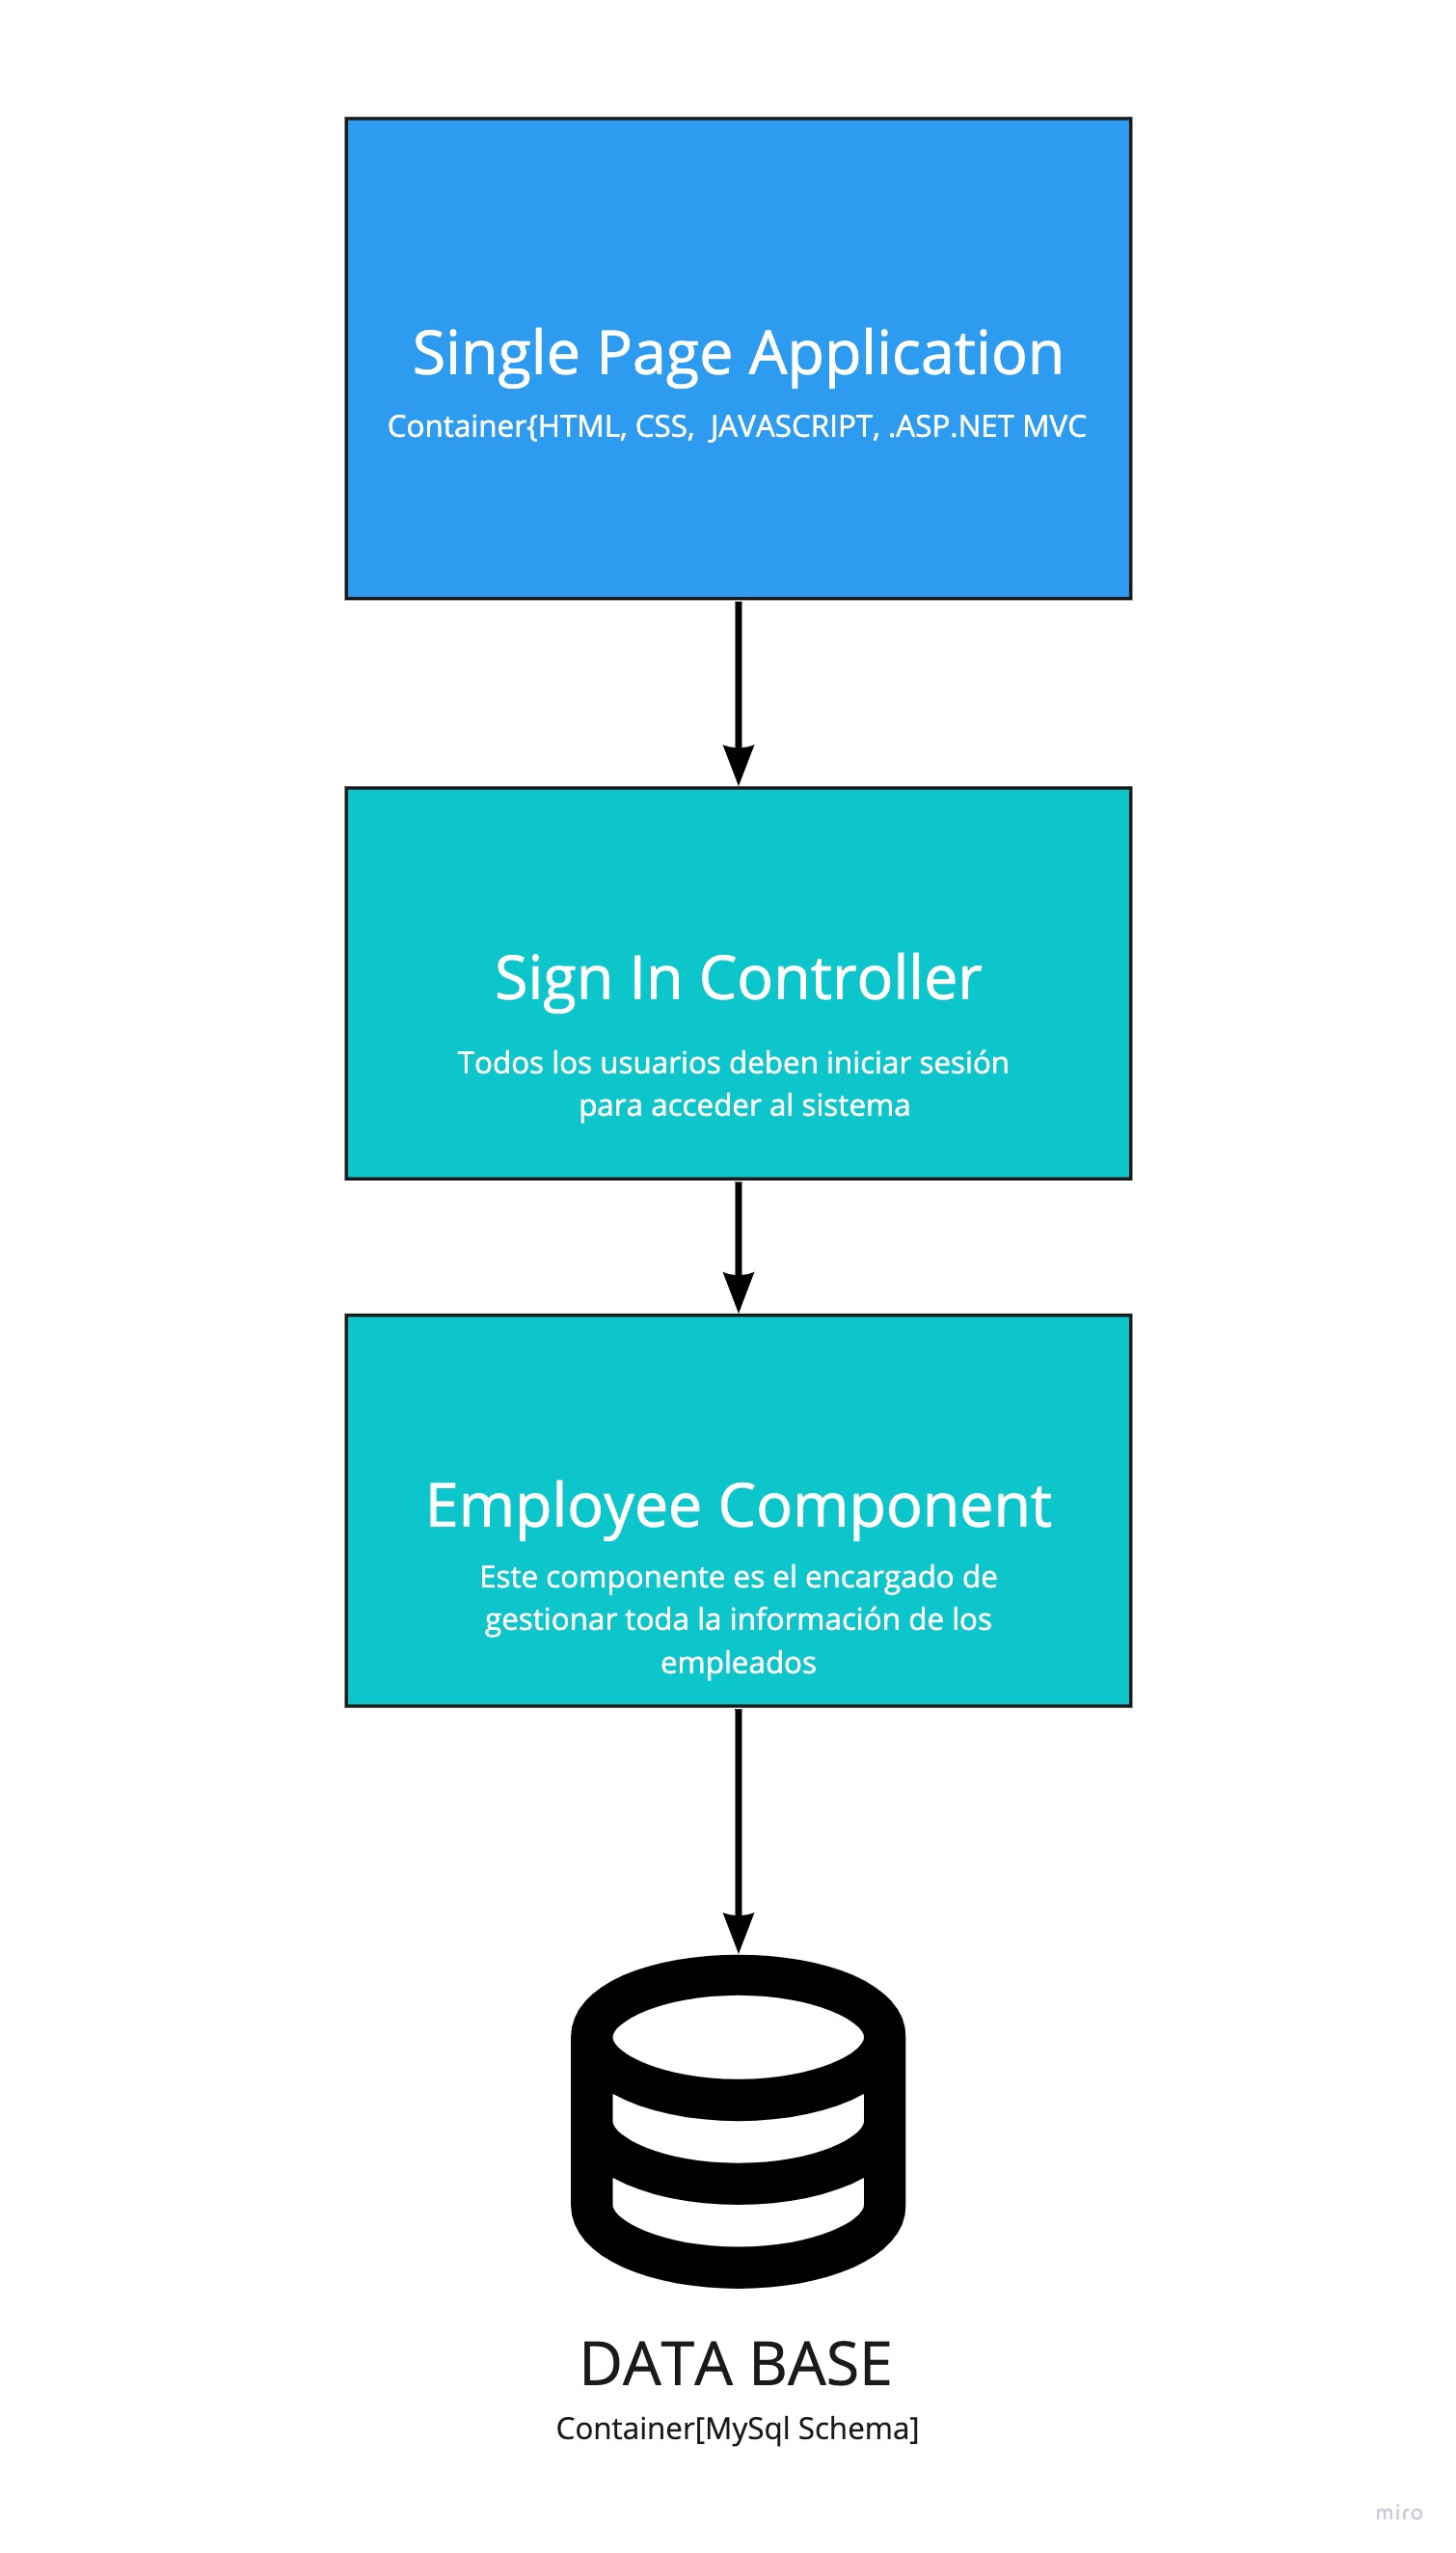 Single Page Application
Container{HTML, CSS,  JAVASCRIPT, .ASP.NET MVC
Sign In Controller
Todos los usuarios deben iniciar sesión
para acceder al sistema
Employee Component
Este componente es el encargado de
gestionar toda la información de los
empleados
DATA BASE
Container[MySql Schema]
miro